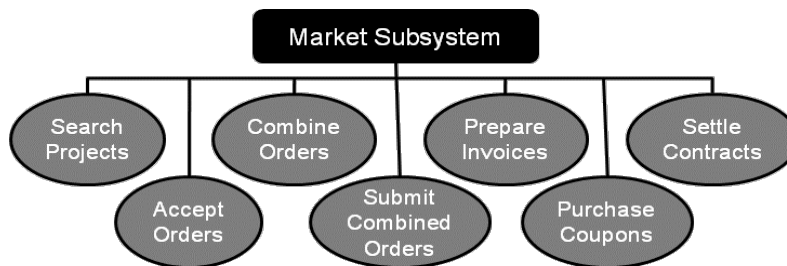 Market Subsystem
Search
Projects
Combine
Orders
Prepare
Invoices
Settle
Contracts
Accept
Orders
Submit
Combined
Orders
Purchase
Coupons